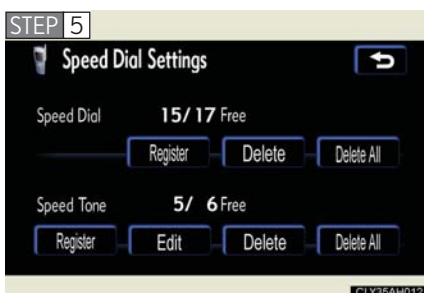 STEP 5
Speed Dial Settings
Speed Dial 15/17 Free
Register Delete Delete All
Speed Tone 5/ 6 Free
Register Edit Delete Delete All
CLY35AH012